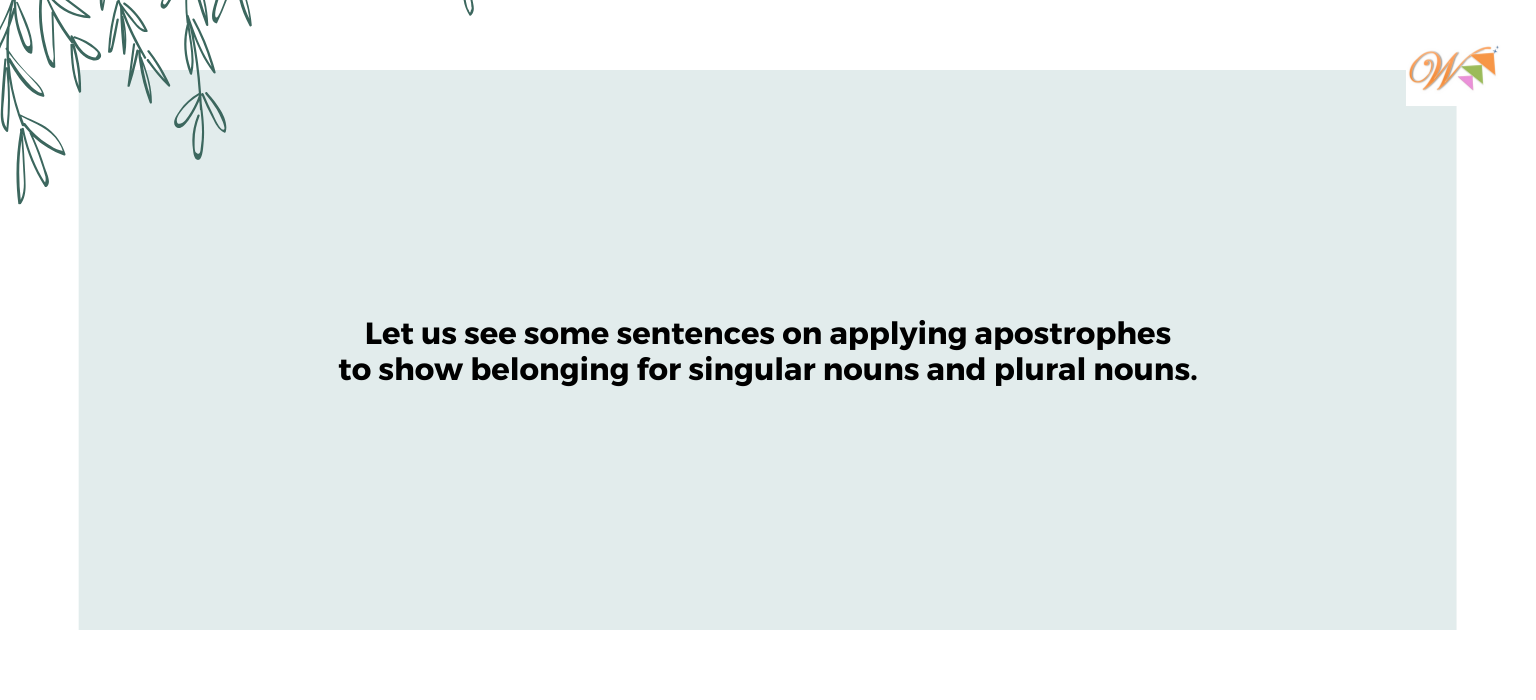 W
Let us see some sentences on applying apostrophes
to show belonging for singular nouns and plural nouns.